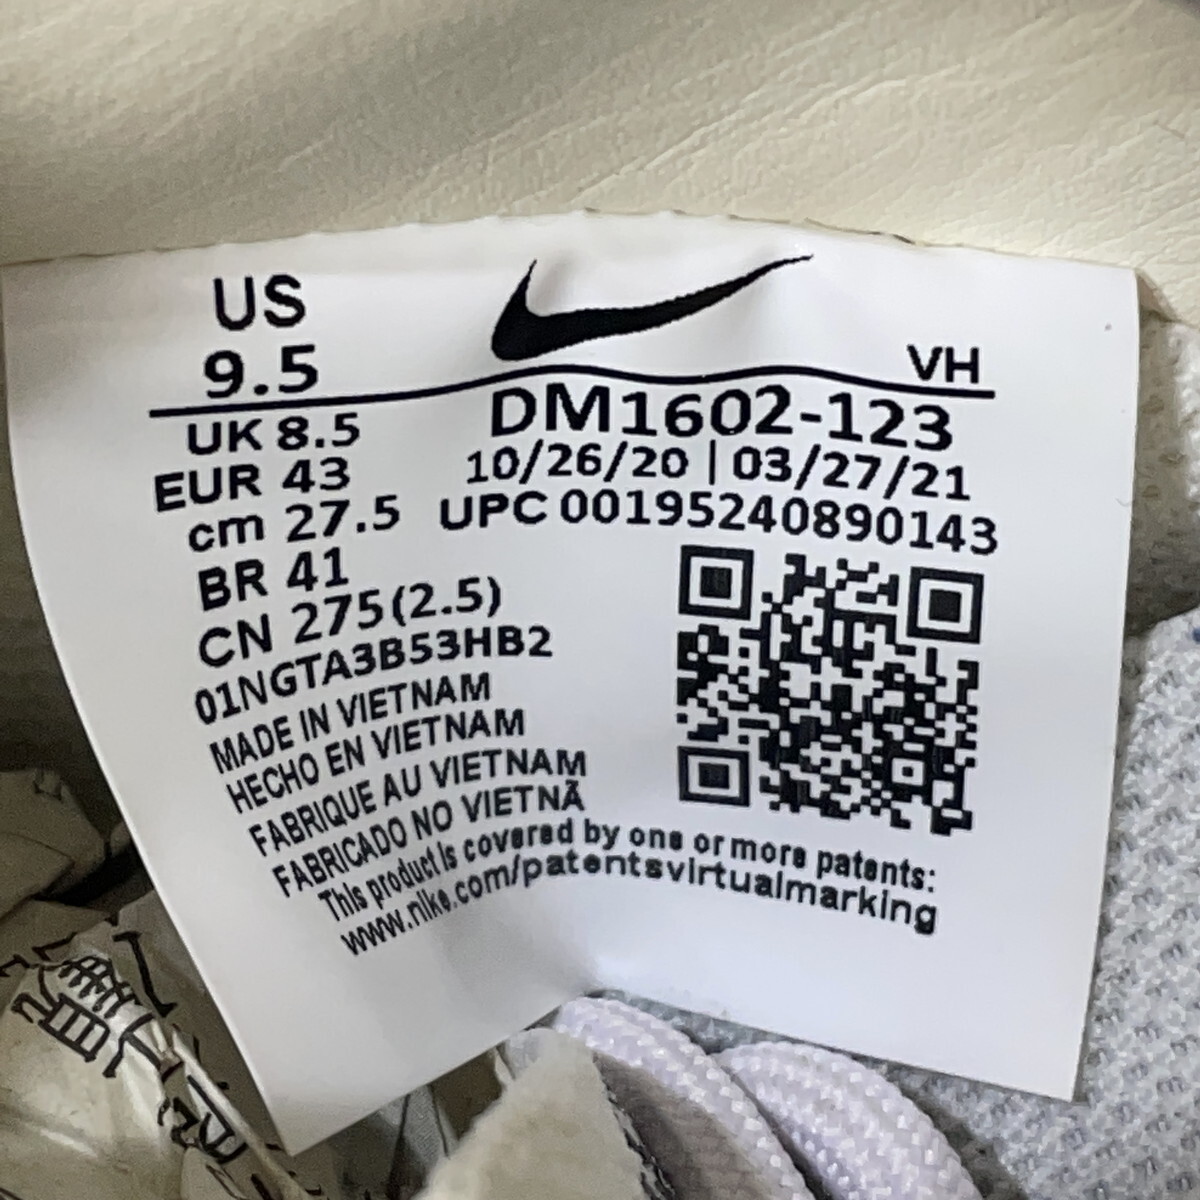 US
9.5
VH
UK 8.5
EUR 43
cm 27.5
BR 41
CN 275(2.5)
DM1602-123
10/26/20 | 03/27/21
UPC 00195240890143
01NGTA3B53HB2
MADE IN VIETNAM
HECHO EN VIETNAM
FABRIQUE AU VIETNAM
FABRICADO NO VIETNÃ
This product is covered by one or more patents:
www.nike.com/patentsvirtualmarking